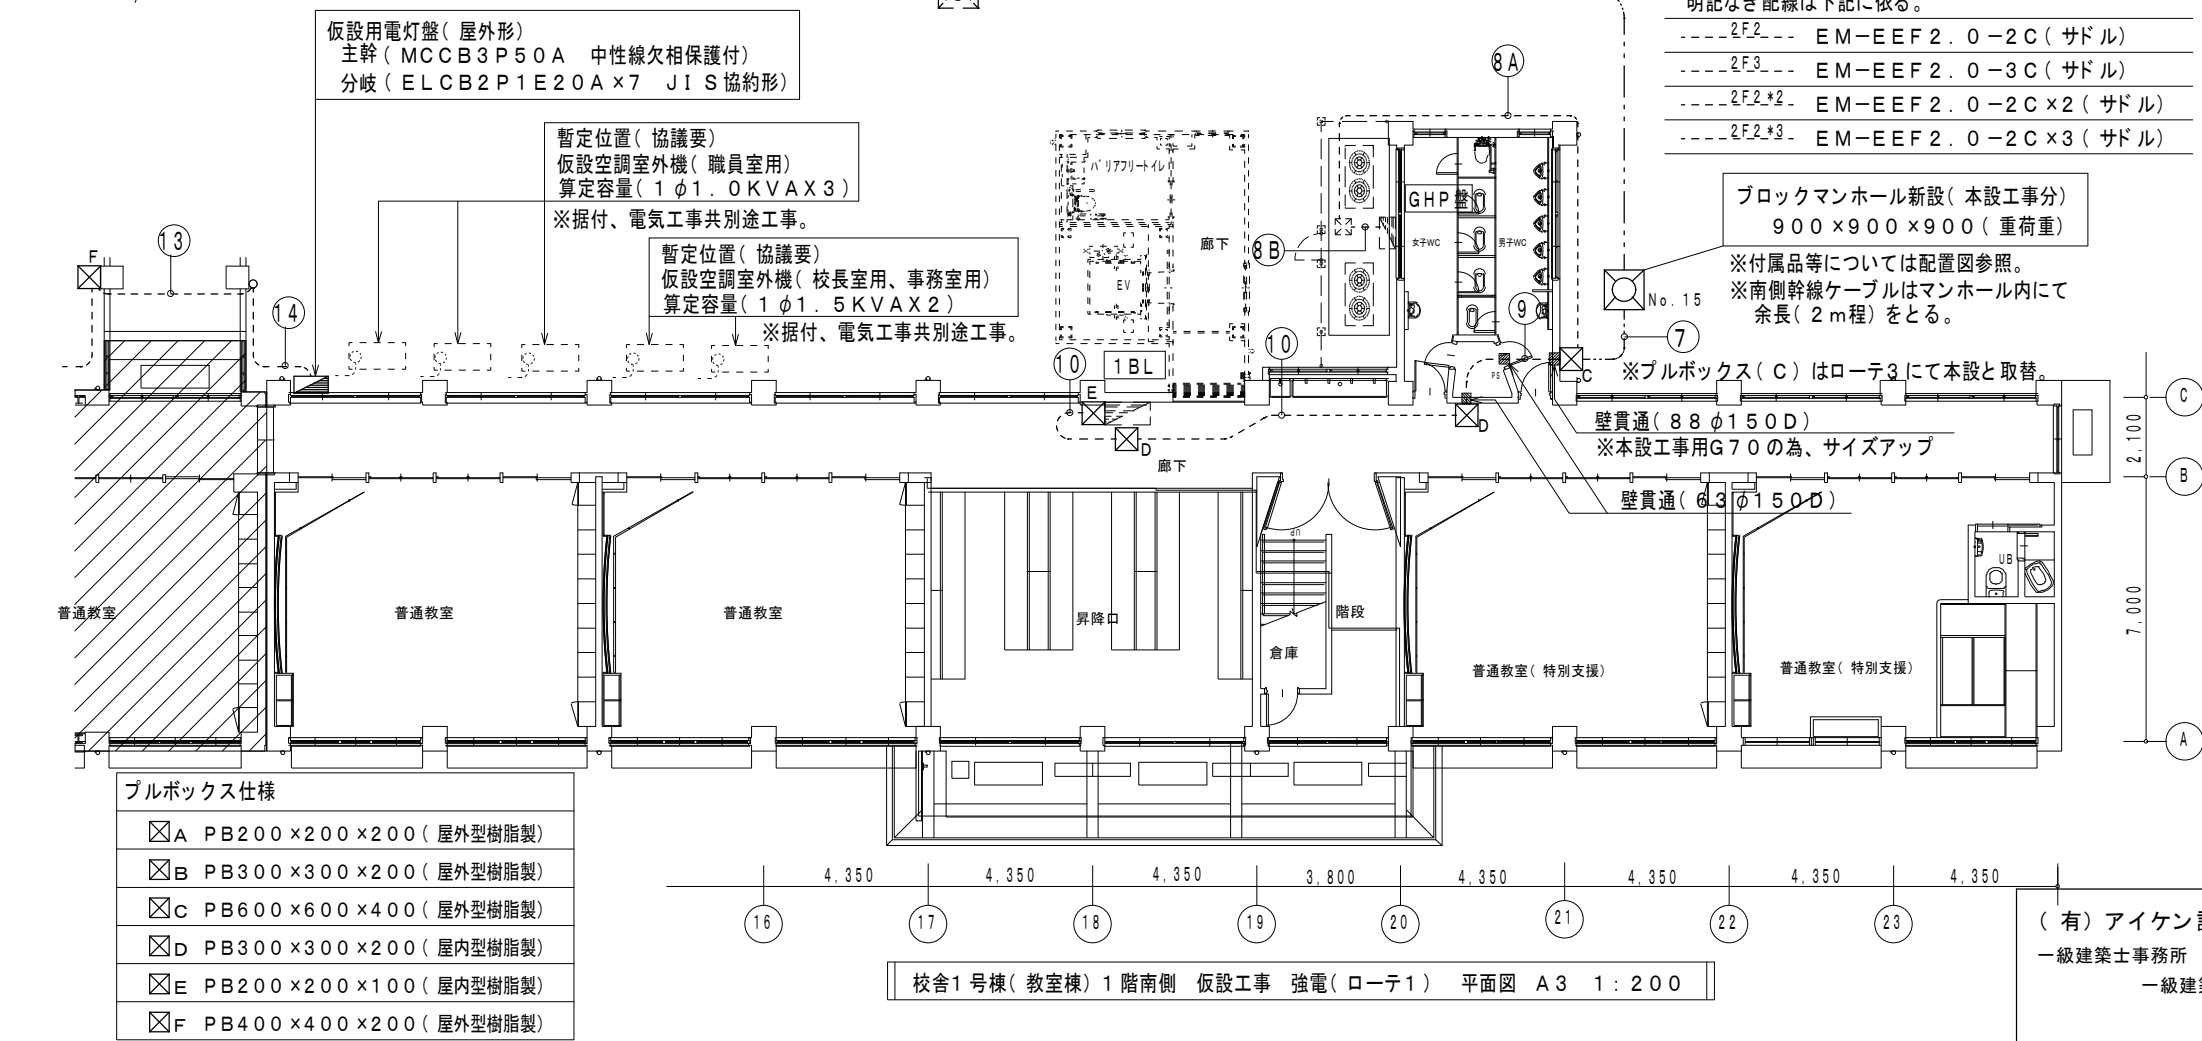 仮設用電灯盤(屋外形)
主幹(MCCB3P50A 中性線欠相保護付)
分岐(ELCB2P1E20A×7 JIS協約形)
暫定位置(協議要)
仮設空調室外機(職員室用)
算定容量(1φ1.0KVAX3)
※据付、電気工事共別途工事。
暫定位置(協議要)
仮設空調室外機(校長室用、事務室用)
算定容量(1φ1.5KVAX2)
※据付、電気工事共別途工事。
明記なき配線は下記に依る。
2F2 EM-EEF2.0-2C(サドル)
2F3 EM-EEF2.0-3C(サドル)
2F2*2 EM-EEF2.0-2C×2(サドル)
2F2*3 EM-EEF2.0-2C×3(サドル)
ブロックマンホール新設(本設工事分)
900×900×900(重荷重)
※付属品等については配置図参照。
※南側幹線ケーブルはマンホール内にて
余長(2m程)をとる。
No.15
7
※プルボックス(C)はローテ3にて本設と取替
壁貫通(88φ150D)
※本設工事用G70の為、サイズアップ
壁貫通(63φ150D)
F
13
14
8A
8B
バリアフリートイレ
廊下
EV
GHP盤
女子WC
男子WC
9
PS
C
10
1BL
10
E
D
D
廊下
C
2,100
B
7,000
A
普通教室
普通教室
普通教室
昇降口
UP
階段
倉庫
普通教室(特別支援)
普通教室(特別支援)
UB
プルボックス仕様
A PB200×200×200(屋外型樹脂製)
B PB300×300×200(屋外型樹脂製)
C PB600×600×400(屋外型樹脂製)
D PB300×300×200(屋内型樹脂製)
E PB200×200×100(屋内型樹脂製)
F PB400×400×200(屋外型樹脂製)
4,350 4,350 4,350 3,800 4,350 4,350 4,350 4,350
16 17 18 19 20 21 22 23
校舎1号棟(教室棟)1階南側 仮設工事 強電(ローテ1) 平面図 A3 1:200
(有)アイケン
一級建築士事務所
一級建